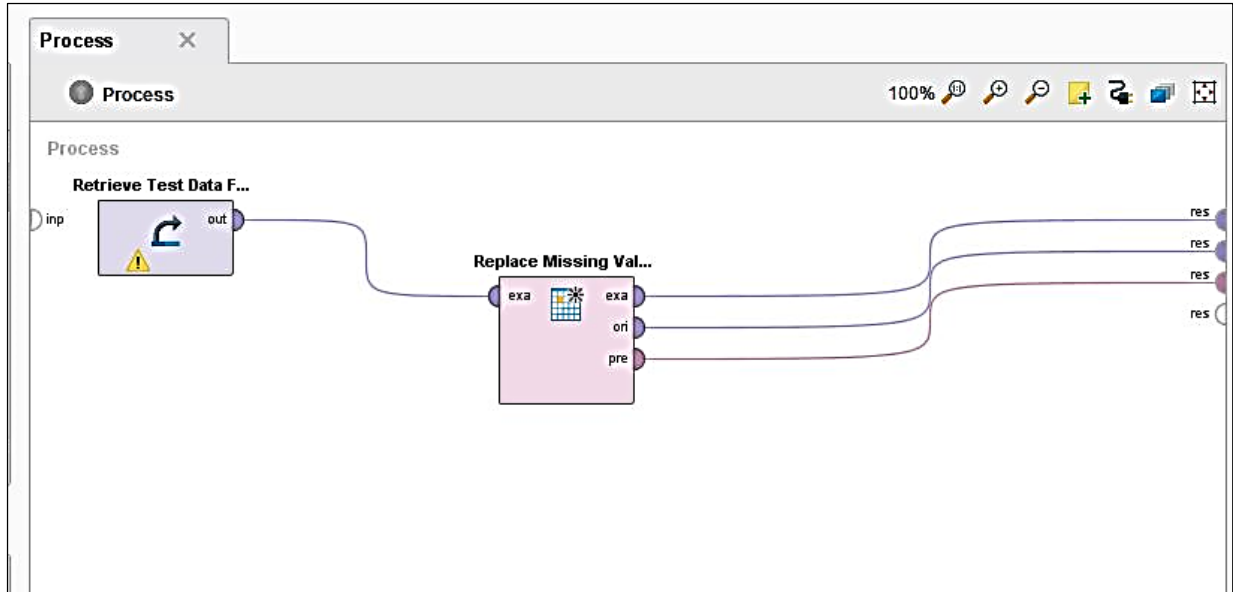 Process
Process
100%
Process
Retrieve Test Data F...
inp
out
res
res
Replace Missing Val...
res
exa
exa
res
ori
pre